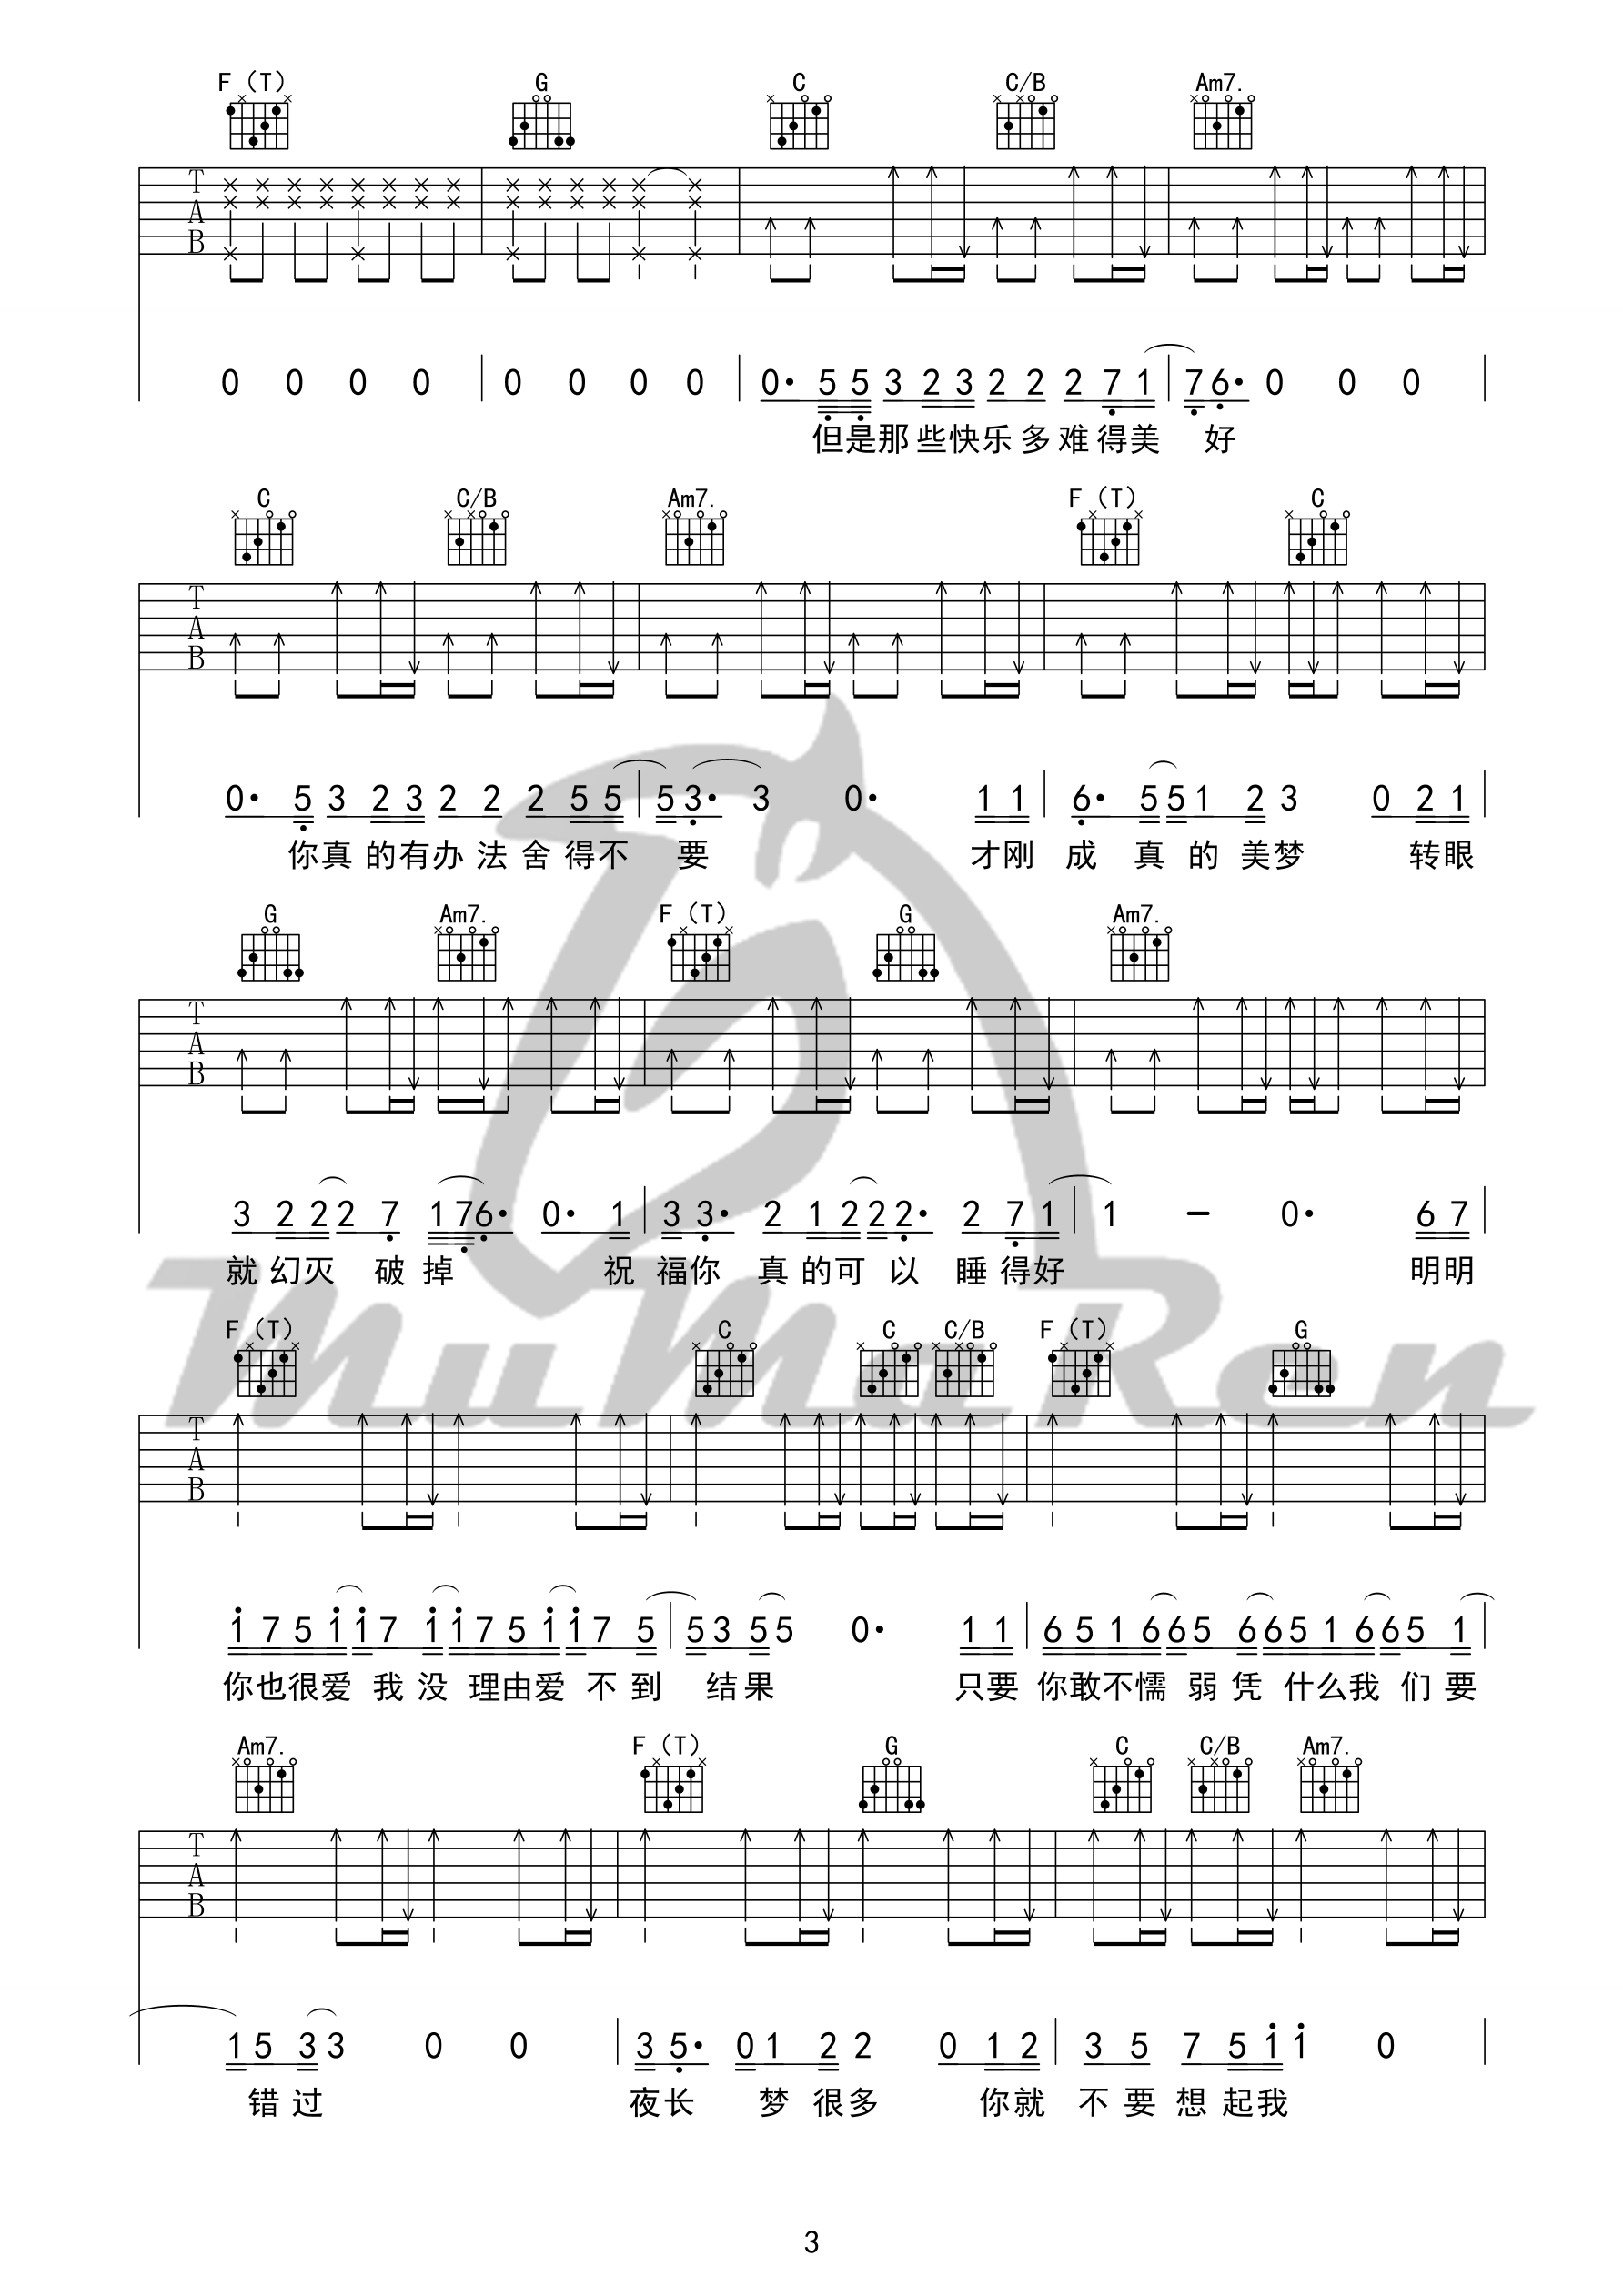 F（T） G C C/B Am7.
T
A
B
0 0 0 0 0 0 0 0 0· 5 5 3 2 3 2 2 2 7 1 7 6· 0 0 0
但是那些快乐多难得美 好
C C/B Am7. F（T） C
T
A
B
0· 5 3 2 3 2 2 2 5 5 5 3· 3 0· 1 1 6· 5 5 1 2 3 0 2 1
你真的有办法舍得不 要 才刚 成 真 的 美梦 转眼
G Am7. F（T） G Am7.
T
A
B
3 2 2 2 7 1 7 6· 0· 1 3 3· 2 1 2 2 2· 2 7 1 1 - 0· 6 7
就幻灭 破掉 祝 福你 真的可 以 睡得好 明明
MuMaRen
F（T） C C C/B F（T） G
T
A
B
1 7 5 1 1 7 1 1 7 5 1 1 7 5 5 3 5 5 0· 1 1 6 5 1 6 6 5 6 6 5 1 6 6 5 1
你也很爱 我没 理由爱 不到 结果 只要 你敢不懦 弱凭 什么我 们要
Am7. F（T） G C C/B Am7.
T
A
B
1 5 3 3 0 0 3 5· 0 1 2 2 0 1 2 3 5 7 5 1 1 0
错过 夜长 梦很多 你就 不要想起我
3